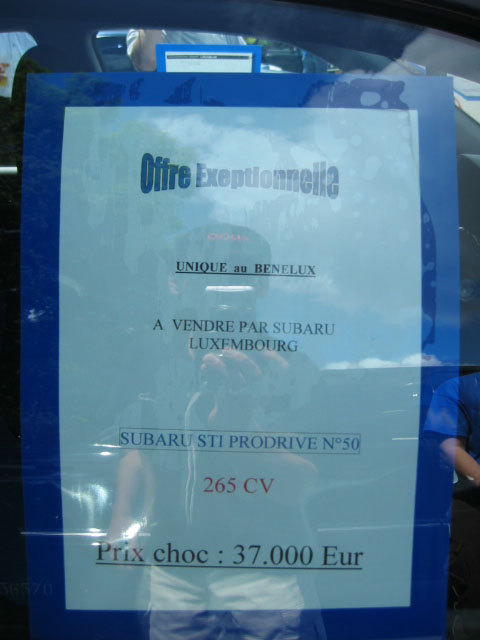 Offre Exeptionnelle
UNIQUE au BENELUX
A VENDRE PAR SUBARU
LUXEMBOURG
SUBARU STI PRODRIVE N°50
265 CV
Prix choc : 37.000 Eur